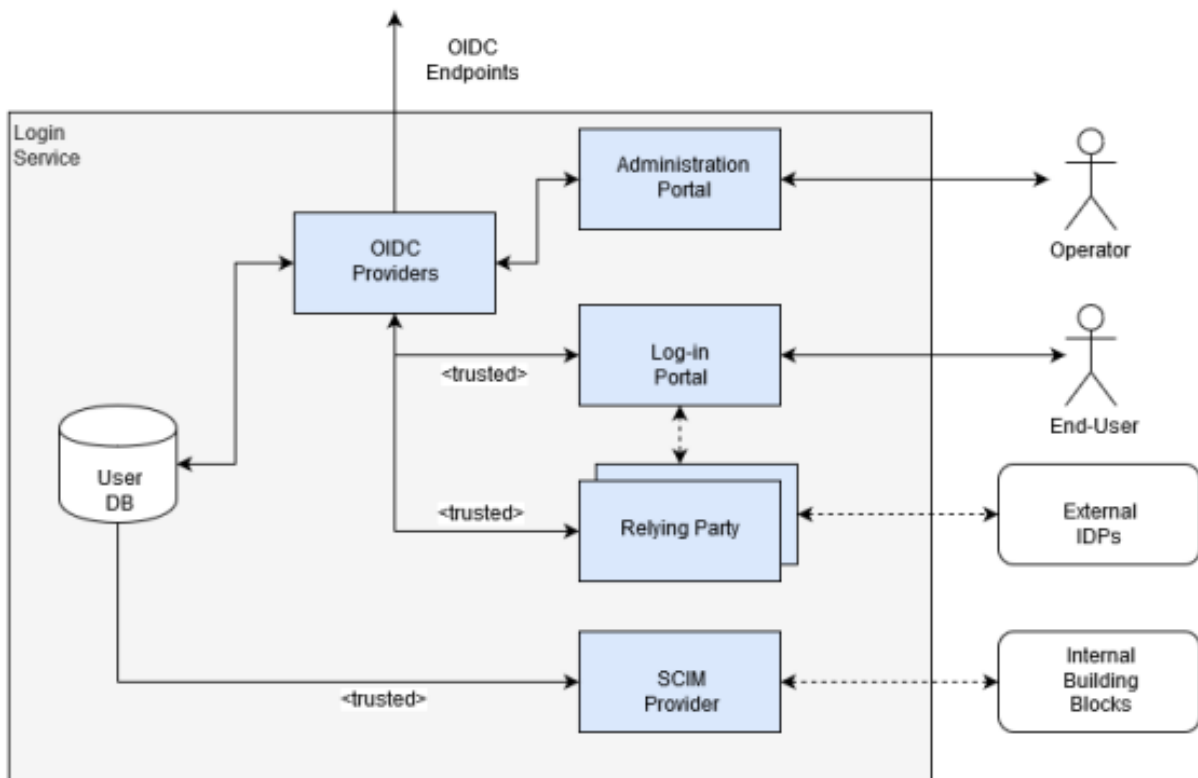 OIDC
Endpoints
Login
Service
Administration
Portal
Operator
OIDC
Providers
Log-in
Portal
<trusted>
End-User
User
DB
<trusted>
Relying Party
External
IDPs
SCIM
Provider
<trusted>
Internal
Building
Blocks